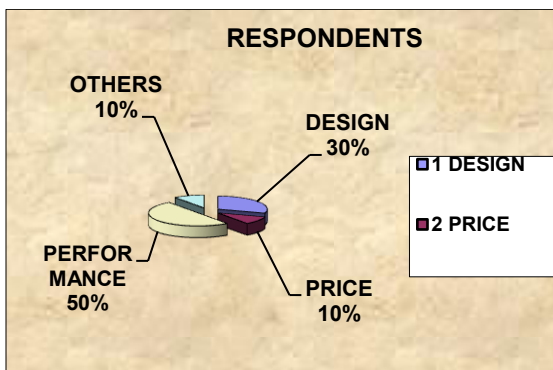 RESPONDENTS
OTHERS
10%
DESIGN
30%
1 DESIGN
2 PRICE
PERFOR
MANCE
50%
PRICE
10%